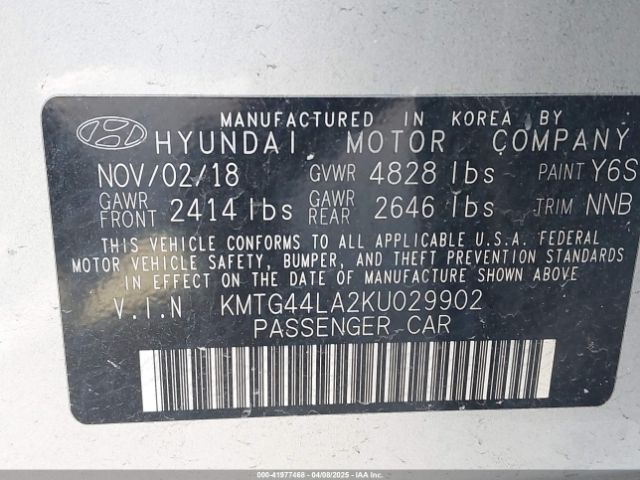 MANUFACTURED IN KOREA BY
HYUNDAI MOTOR COMPANY
NOV/02/18 GVWR 4828 lbs PAINT Y6S
GAWR FRONT 2414 lbs GAWR REAR 2646 lbs TRIM NNB
THIS VEHICLE CONFORMS TO ALL APPLICABLE U.S.A. FEDERAL
MOTOR VEHICLE SAFETY, BUMPER, AND THEFT PREVENTION STANDARDS
IN EFFECT ON THE DATE OF MANUFACTURE SHOWN ABOVE
V.I.N KMTG44LA2KU029902
PASSENGER CAR
000-41977468 04/08/2025 IAA, Inc.